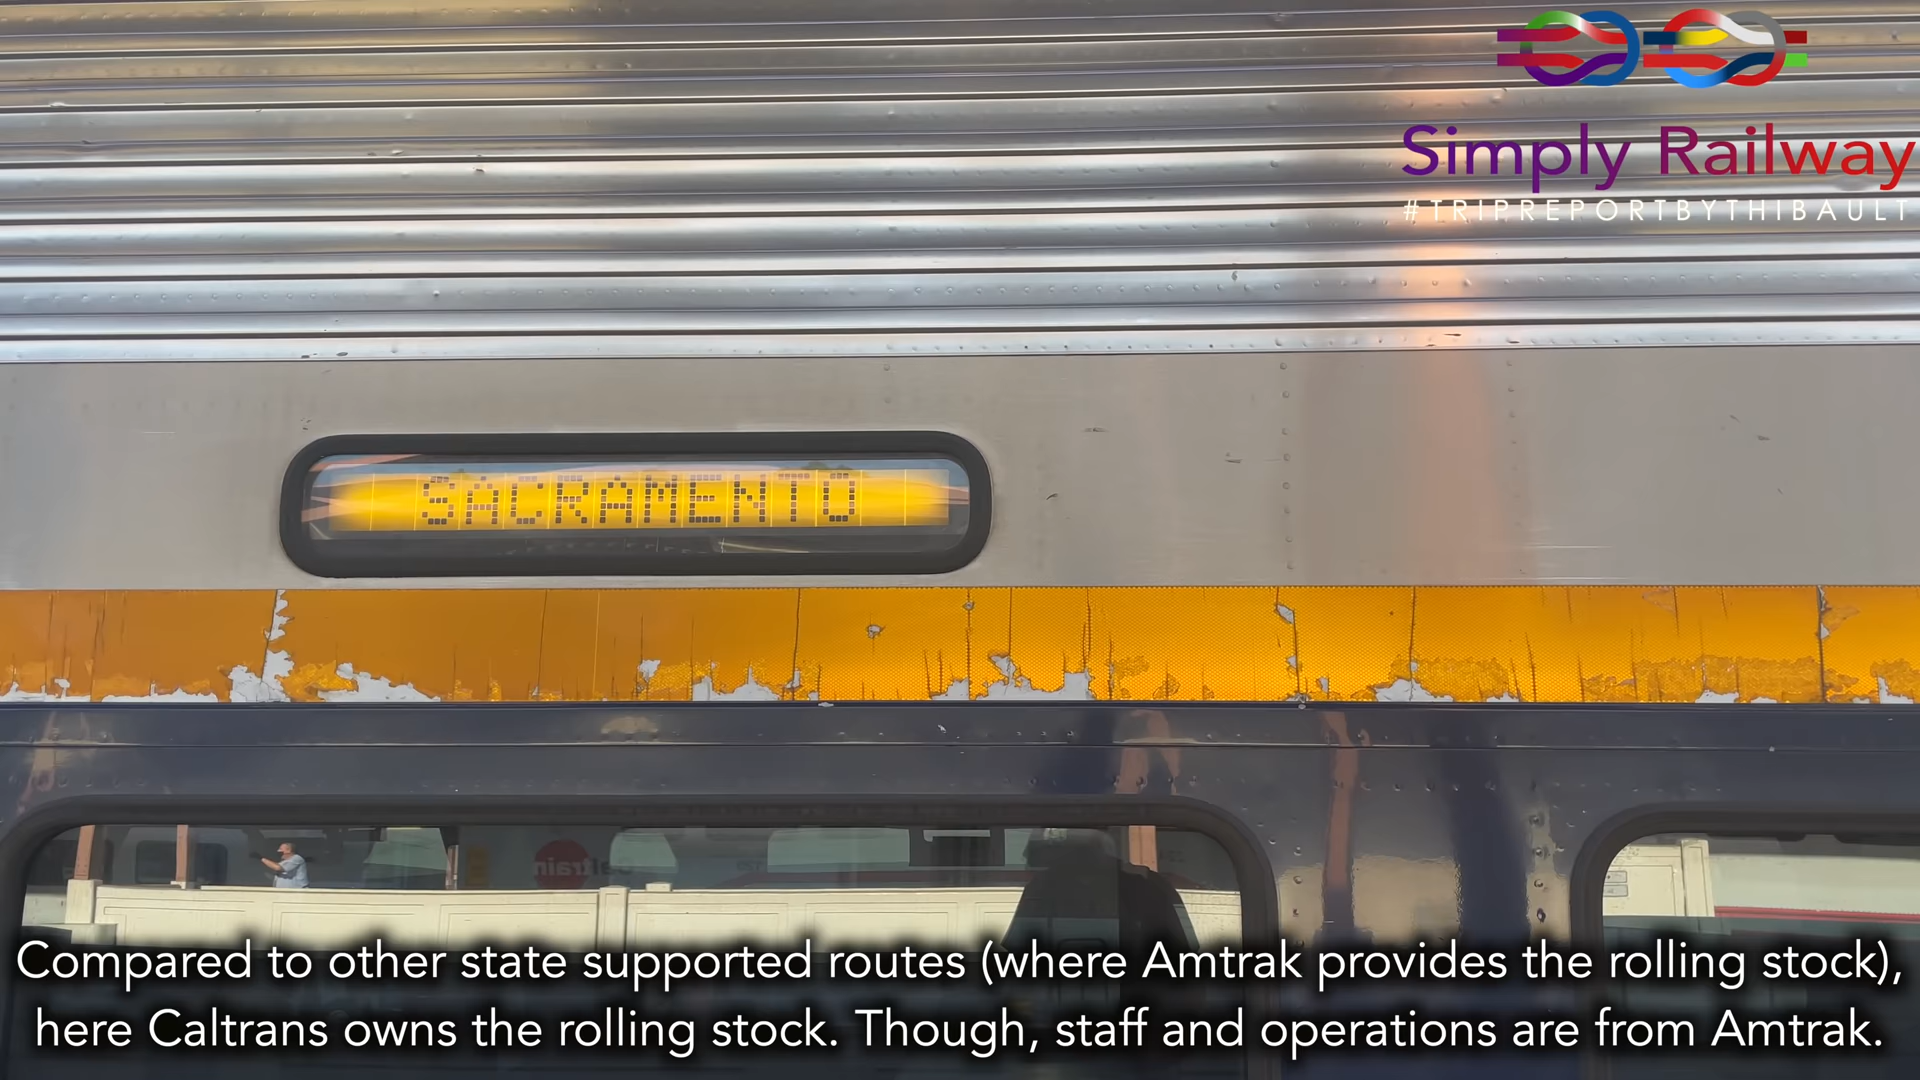 Simply Railway
#TRIPREPORTBYTHIBAULT
SACRAMENTO
Caltrain
Compared to other state supported routes (where Amtrak provides the rolling stock),
here Caltrans owns the rolling stock. Though, staff and operations are from Amtrak.